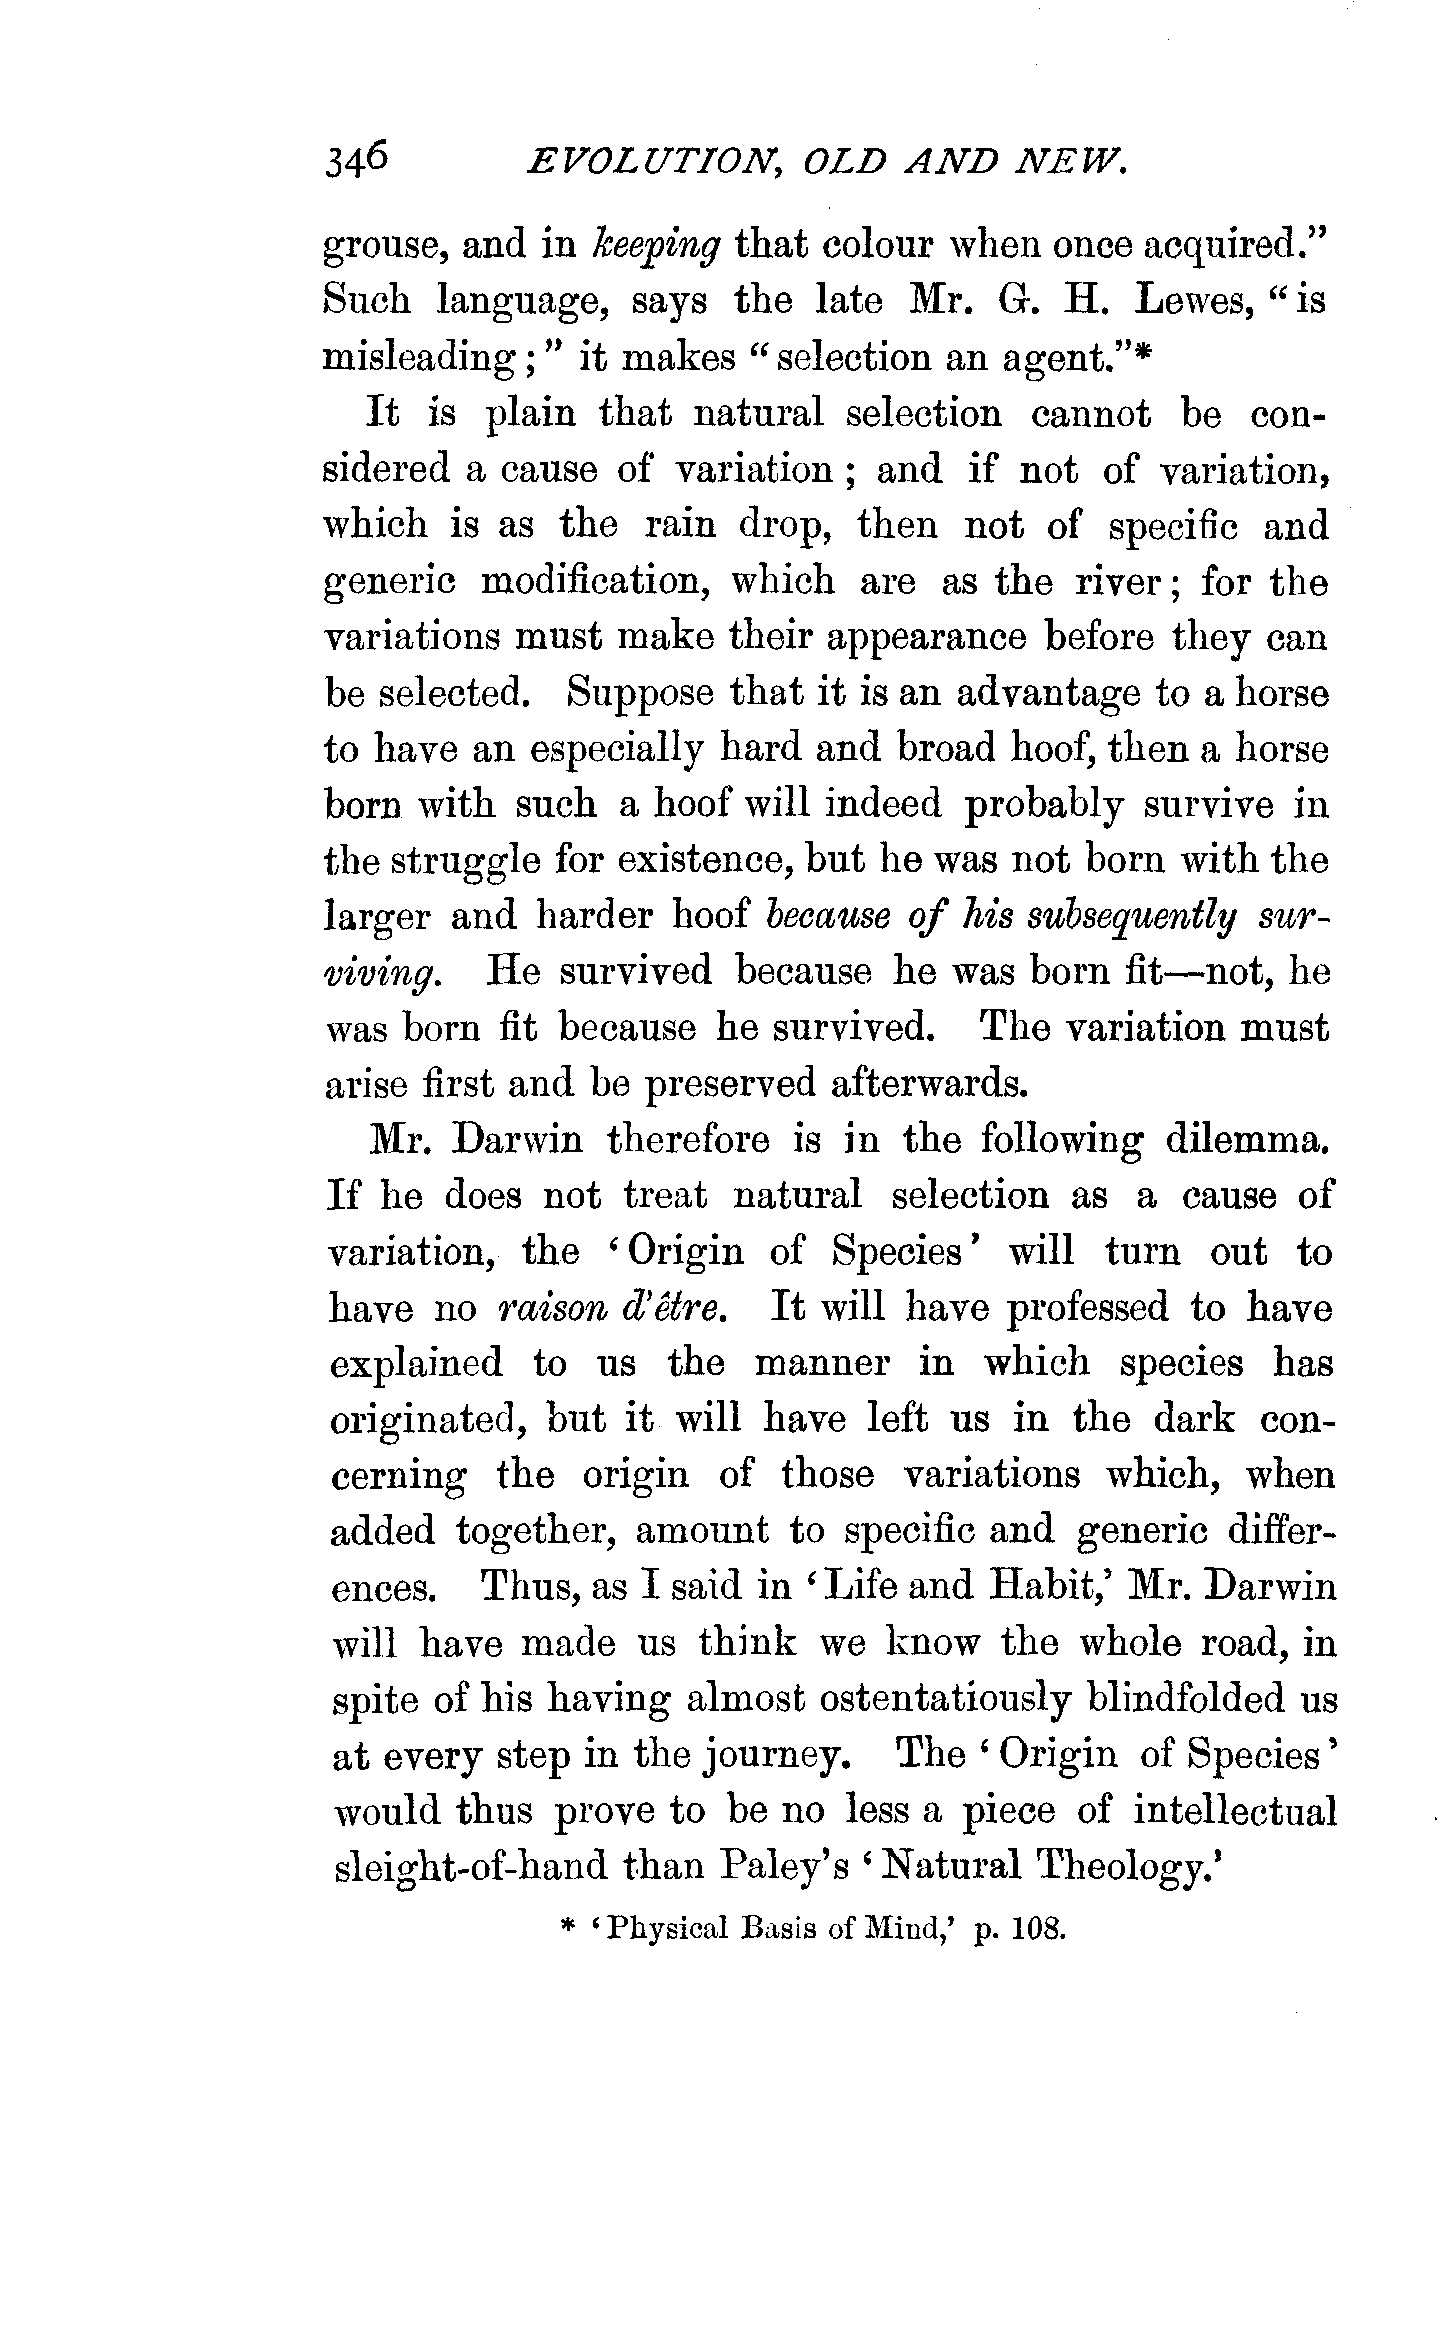 346 EVOLUTION, OLD AND NEW.
grouse, and in keeping that colour when once acquired.”
Such language, says the late Mr. G. H. Lewes, “is
misleading;” it makes “selection an agent.”*
It is plain that natural selection cannot be con-
sidered a cause of variation; and if not of variation,
which is as the rain drop, then not of specific and
generic modification, which are as the river; for the
variations must make their appearance before they can
be selected. Suppose that it is an advantage to a horse
to have an especially hard and broad hoof, then a horse
born with such a hoof will indeed probably survive in
the struggle for existence, but he was not born with the
larger and harder hoof because of his subsequently sur-
viving. He survived because he was born fit—not, he
was born fit because he survived. The variation must
arise first and be preserved afterwards.
Mr. Darwin therefore is in the following dilemma.
If he does not treat natural selection as a cause of
variation, the ‘Origin of Species’ will turn out to
have no raison d’être. It will have professed to have
explained to us the manner in which species has
originated, but it will have left us in the dark con-
cerning the origin of those variations which, when
added together, amount to specific and generic differ-
ences. Thus, as I said in ‘Life and Habit,’ Mr. Darwin
will have made us think we know the whole road, in
spite of his having almost ostentatiously blindfolded us
at every step in the journey. The ‘Origin of Species’
would thus prove to be no less a piece of intellectual
sleight-of-hand than Paley’s ‘Natural Theology.’
* ‘Physical Basis of Mind,’ p. 108.